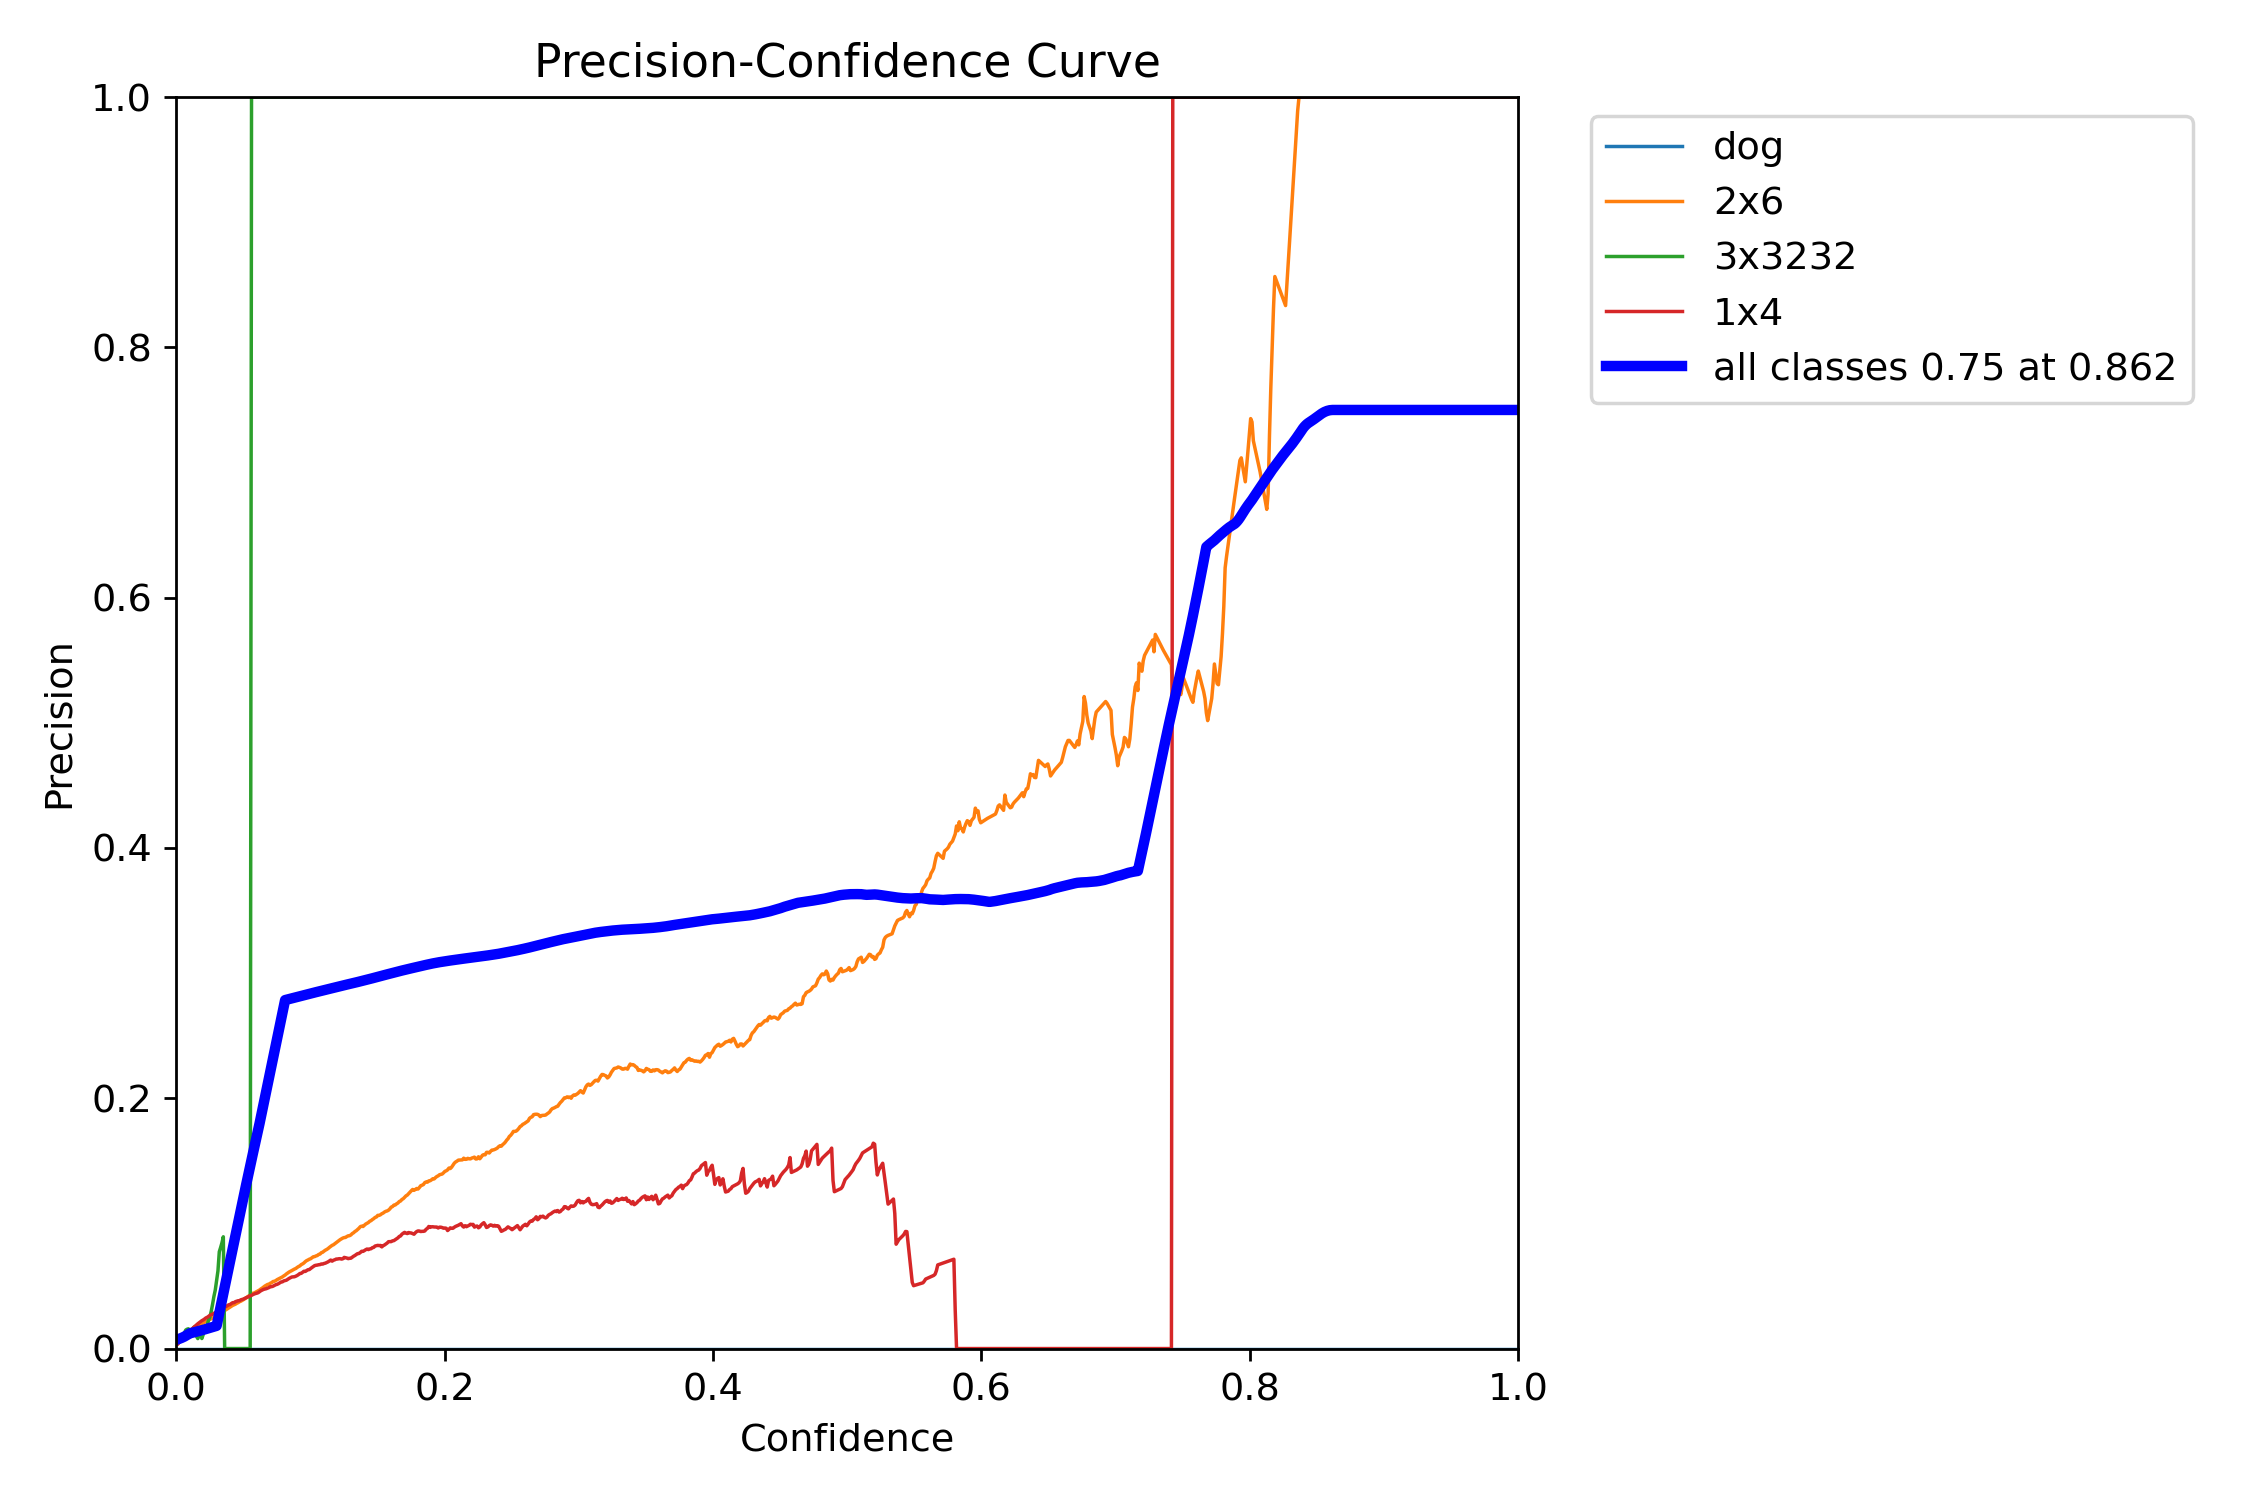 Precision-Confidence Curve
1.0
0.8
0.6
0.4
0.2
0.0
Precision
0.0 0.2 0.4 0.6 0.8 1.0
Confidence
dog
2x6
3x3232
1x4
all classes 0.75 at 0.862